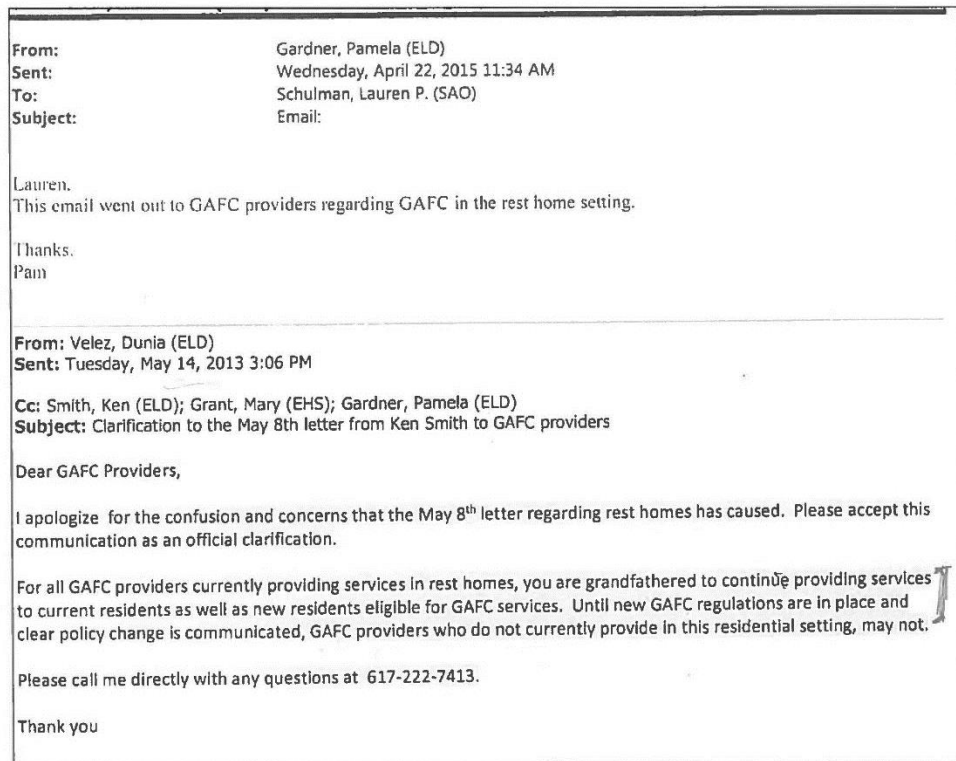 From: Gardner, Pamela (ELD)
Sent: Wednesday, April 22, 2015 11:34 AM
To: Schulman, Lauren P. (SAO)
Subject: Email:
Lauren.
This email went out to GAFC providers regarding GAFC in the rest home setting.
Thanks.
Pam
From: Velez, Dunia (ELD)
Sent: Tuesday, May 14, 2013 3:06 PM
Cc: Smith, Ken (ELD); Grant, Mary (EHS); Gardner, Pamela (ELD)
Subject: Clarification to the May 8th letter from Ken Smith to GAFC providers
Dear GAFC Providers,
I apologize for the confusion and concerns that the May 8th letter regarding rest homes has caused. Please accept this
communication as an official clarification.
For all GAFC providers currently providing services in rest homes, you are grandfathered to continue providing services
to current residents as well as new residents eligible for GAFC services. Until new GAFC regulations are in place and
clear policy change is communicated, GAFC providers who do not currently provide in this residential setting, may not.
Please call me directly with any questions at 617-222-7413.
Thank you